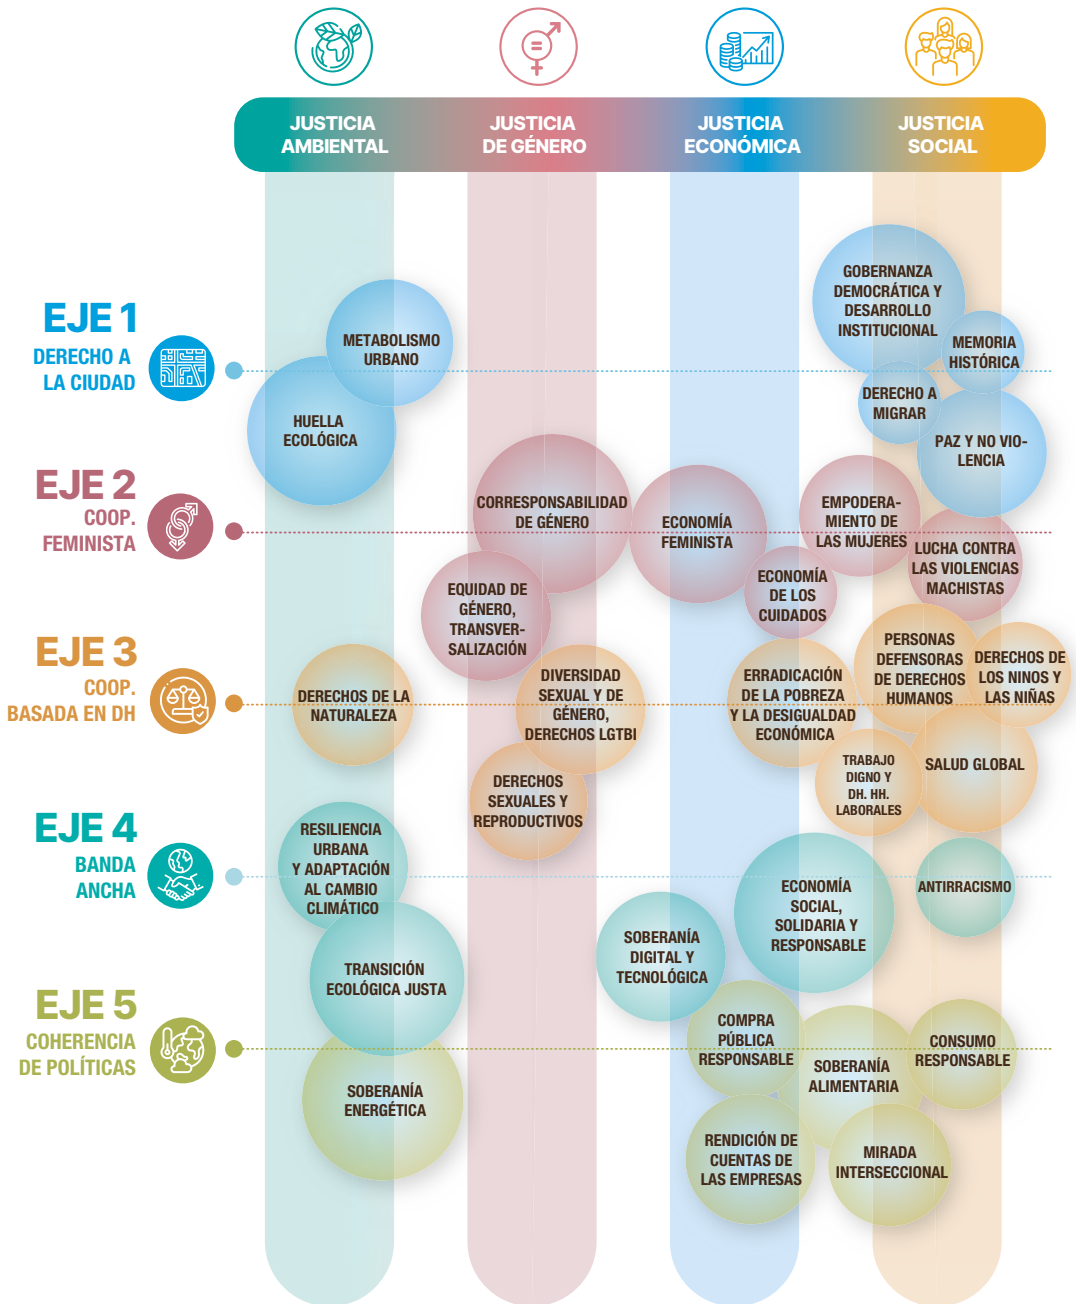 JUSTICIA
AMBIENTAL
JUSTICIA
DE GÉNERO
JUSTICIA
ECONÓMICA
JUSTICIA
SOCIAL
EJE 1
DERECHO A
LA CIUDAD
METABOLISMO
URBANO
HUELLA
ECOLÓGICA
GOBERNANZA
DEMOCRÁTICA Y
DESARROLLO
INSTITUCIONAL
MEMORIA
HISTÓRICA
DERECHO A
MIGRAR
PAZ Y NO VIO-
LENCIA
EJE 2
COOP.
FEMINISTA
CORRESPONSABILIDAD
DE GÉNERO
EQUIDAD DE
GÉNERO,
TRANSVER-
SALIZACIÓN
ECONOMÍA
FEMINISTA
ECONOMÍA
DE LOS
CUIDADOS
EMPODERA-
MIENTO DE
LAS MUJERES
LUCHA CONTRA
LAS VIOLENCIAS
MACHISTAS
EJE 3
COOP.
BASADA EN DH
DERECHOS DE LA
NATURALEZA
DIVERSIDAD
SEXUAL Y DE
GÉNERO,
DERECHOS LGTBI
DERECHOS
SEXUALES Y
REPRODUCTIVOS
ERRADICACIÓN
DE LA POBREZA
Y LA DESIGUALDAD
ECONÓMICA
PERSONAS
DEFENSORAS
DE DERECHOS
HUMANOS
DERECHOS DE
LOS NINOS Y
LAS NIÑAS
TRABAJO
DIGNO Y
DH. HH.
LABORALES
SALUD GLOBAL
EJE 4
BANDA
ANCHA
RESILIENCIA
URBANA
Y ADAPTACIÓN
AL CAMBIO
CLIMÁTICO
TRANSICIÓN
ECOLÓGICA JUSTA
SOBERANÍA
DIGITAL Y
TECNOLÓGICA
ECONOMÍA
SOCIAL,
SOLIDARIA Y
RESPONSABLE
ANTIRRACISMO
EJE 5
COHERENCIA
DE POLÍTICAS
SOBERANÍA
ENERGÉTICA
COMPRA
PÚBLICA
RESPONSABLE
SOBERANÍA
ALIMENTARIA
CONSUMO
RESPONSABLE
RENDICIÓN DE
CUENTAS DE
LAS EMPRESAS
MIRADA
INTERSECCIONAL